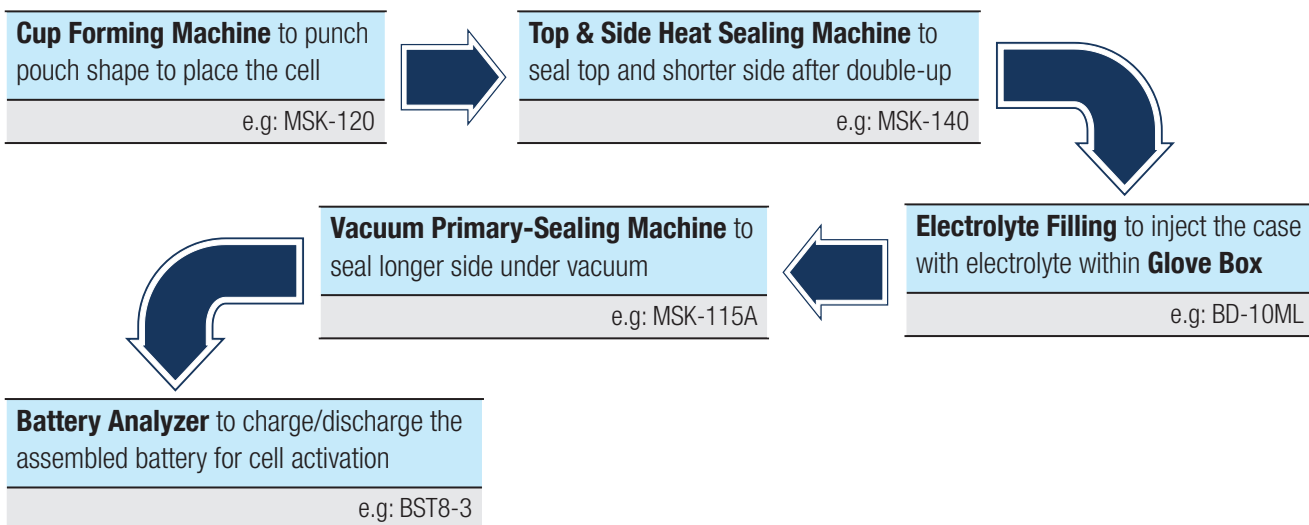 Cup Forming Machine to punch
pouch shape to place the cell
e.g: MSK-120
Top & Side Heat Sealing Machine to
seal top and shorter side after double-up
e.g: MSK-140
Electrolyte Filling to inject the case
with electrolyte within Glove Box
e.g: BD-10ML
Vacuum Primary-Sealing Machine to
seal longer side under vacuum
e.g: MSK-115A
Battery Analyzer to charge/discharge the
assembled battery for cell activation
e.g: BST8-3